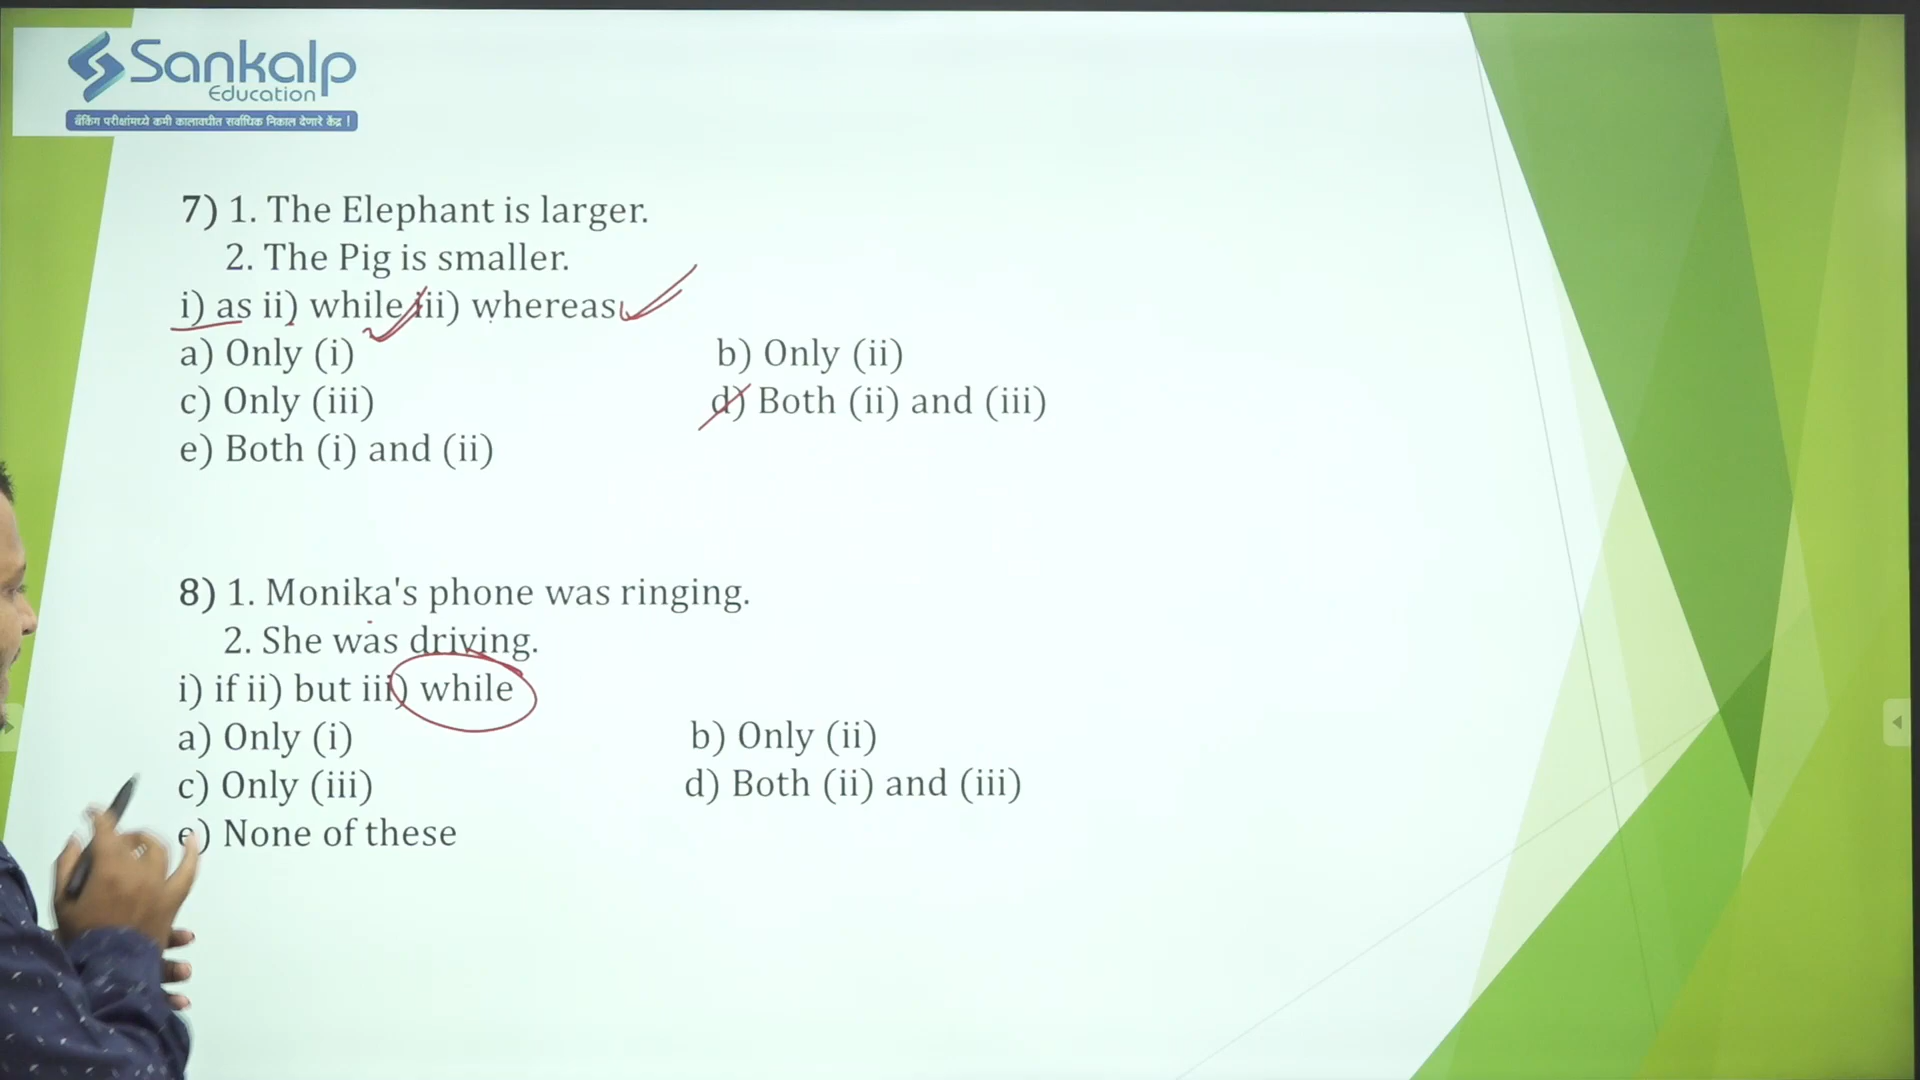 Sankalp
Education
बँकिंग परीक्षांमध्ये कमी कालावधीत सर्वाधिक निकाल देणारे केंद्र !
7) 1. The Elephant is larger.
2. The Pig is smaller.
i) as ii) while iii) whereas
a) Only (i) b) Only (ii)
c) Only (iii) d) Both (ii) and (iii)
e) Both (i) and (ii)
8) 1. Monika's phone was ringing.
2. She was driving.
i) if ii) but iii) while
a) Only (i) b) Only (ii)
c) Only (iii) d) Both (ii) and (iii)
e) None of these